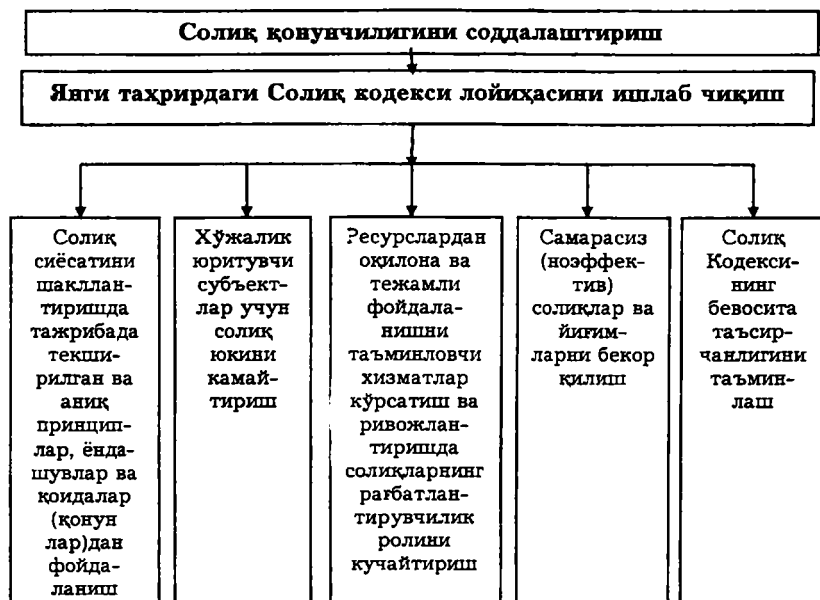 Солиқ қонунчилигини соддалаштириш
Янги таҳрирдаги Солиқ кодекси лойиҳасини ишлаб чиқиш
Солиқ
сиёсатини
шакллан-
тиришда
тажрибада
текши-
рилган ва
аниқ
принцип-
лар, ёнда-
шувлар ва
қоидалар
(қонун
лар)дан
фойда-
ланиш
Хўжалик
юритувчи
субъект-
лар учун
солиқ
юкини
камай-
тириш
Ресурслардан
оқилона ва
тежамли
фойдала-
нишни
таъминловчи
хизматлар
кўрсатиш ва
ривожлан-
тиришда
солиқларнинг
рағбатлан-
тирувчилик
ролини
кучайтириш
Самарасиз
(ноэффек-
тив)
солиқлар ва
йиғим-
ларни бекор
қилиш
Солиқ
Кодекси-
нинг
бевосита
таъсир-
чанлигини
таъмин-
лаш